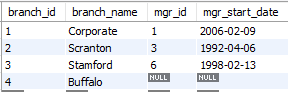 branch_id branch_name mgr_id mgr_start_date
1 Corporate 1 2006-02-09
2 Scranton 3 1992-04-06
3 Stamford 6 1998-02-13
4 Buffalo NULL NULL